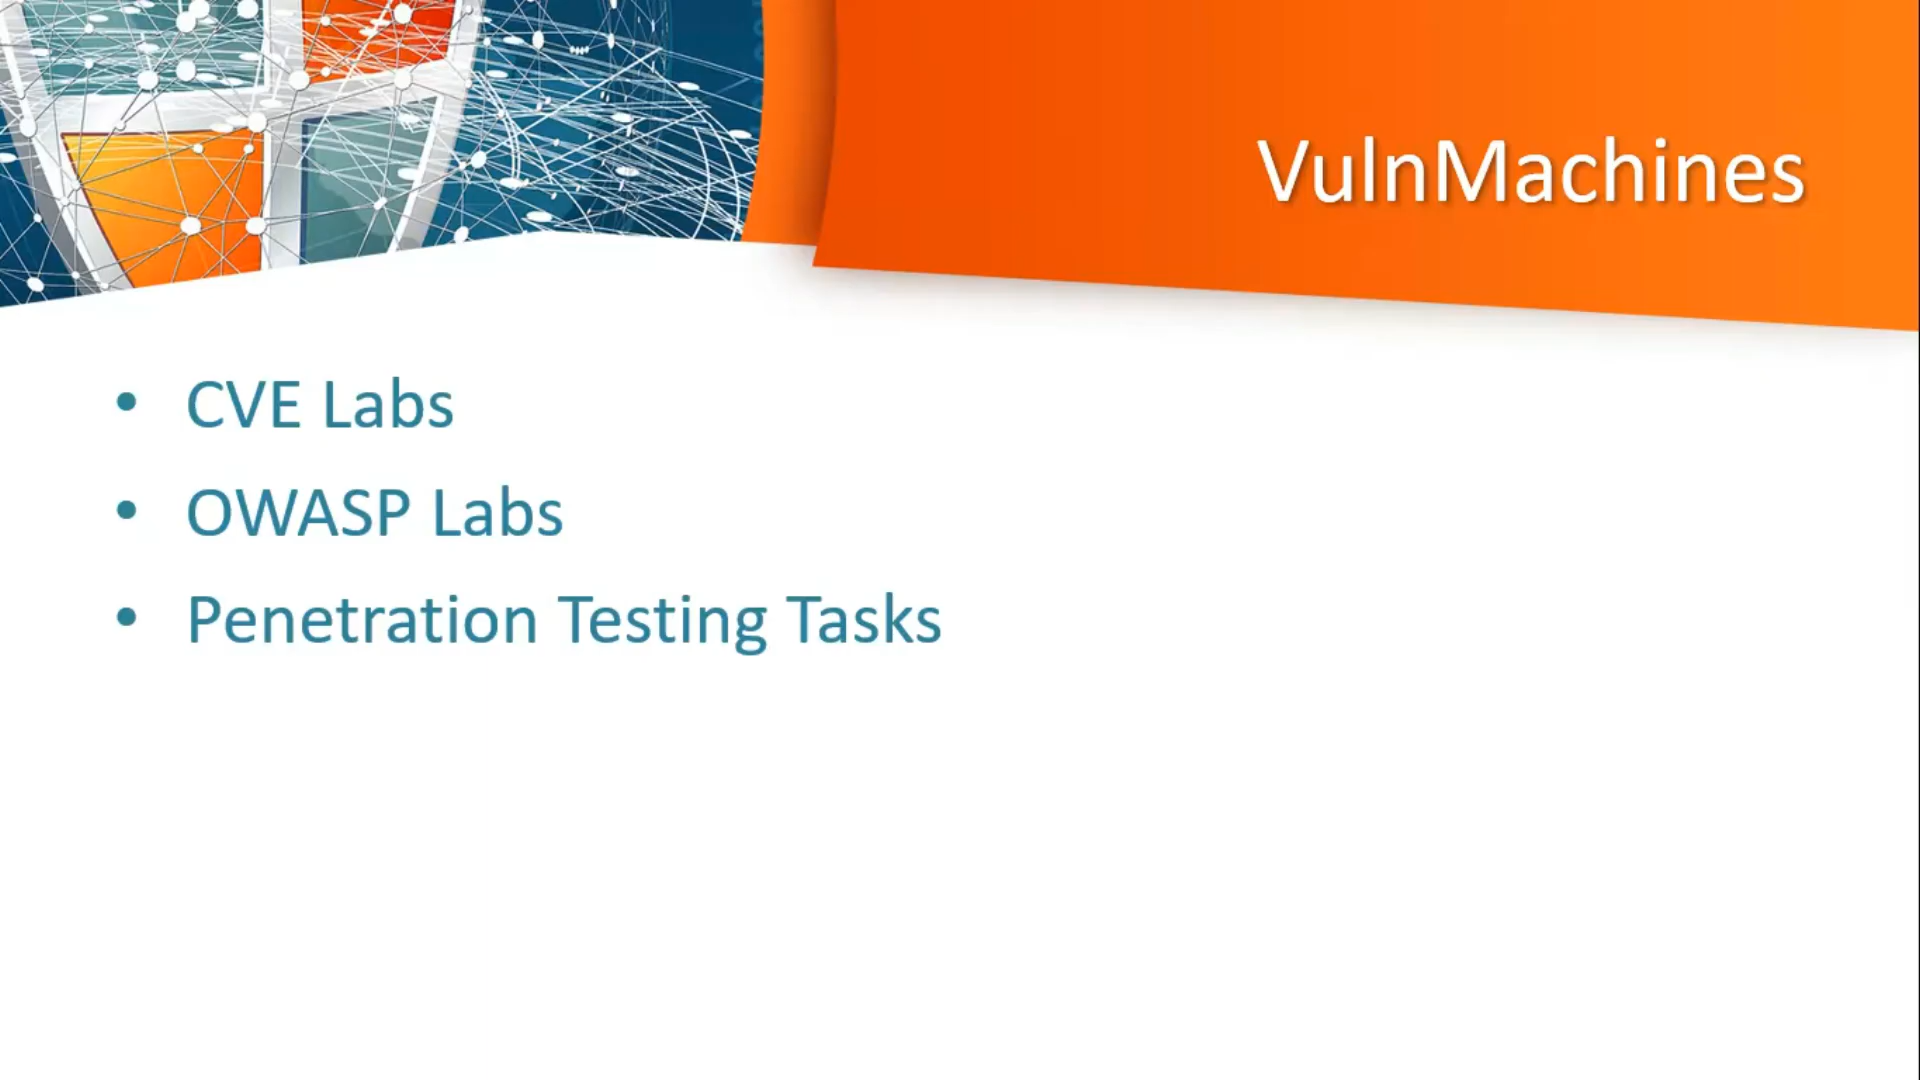 VulnMachines
• CVE Labs
• OWASP Labs
• Penetration Testing Tasks